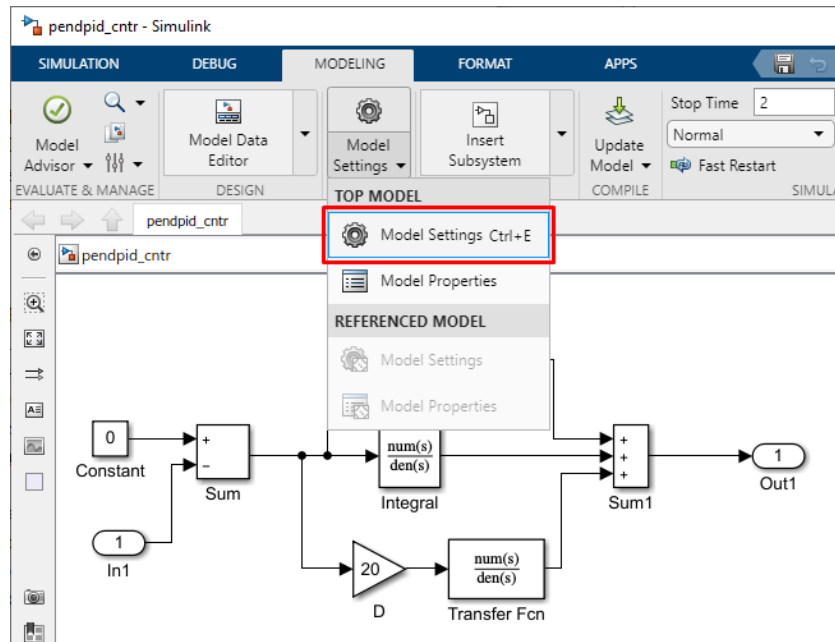 pendpid_cntr - Simulink
SIMULATION DEBUG MODELING FORMAT APPS
Model Advisor
EVALUATE & MANAGE
Model Data Editor
DESIGN
Model Settings
Insert Subsystem
Update Model
COMPILE
Stop Time 2
Normal
Fast Restart
SIMULA
pendpid_cntr
pendpid_cntr
TOP MODEL
Model Settings Ctrl+E
Model Properties
REFERENCED MODEL
Model Settings
Model Properties
0
Constant
+
−
Sum
1
In1
num(s)
den(s)
Integral
20
D
num(s)
den(s)
Transfer Fcn
+
+
+
Sum1
1
Out1